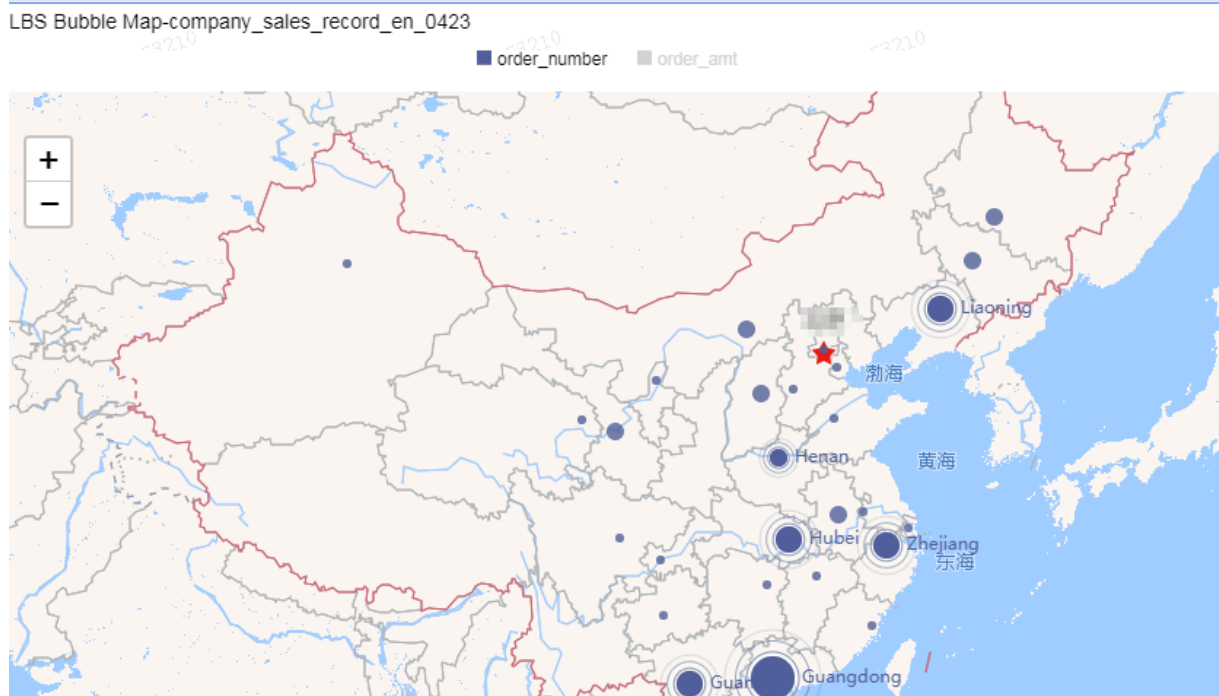 LBS Bubble Map-company_sales_record_en_0423
order_number order_amt
+
−
Liaoning
渤海
Henan
黄海
Hubei
Zhejiang
东海
Guangdong